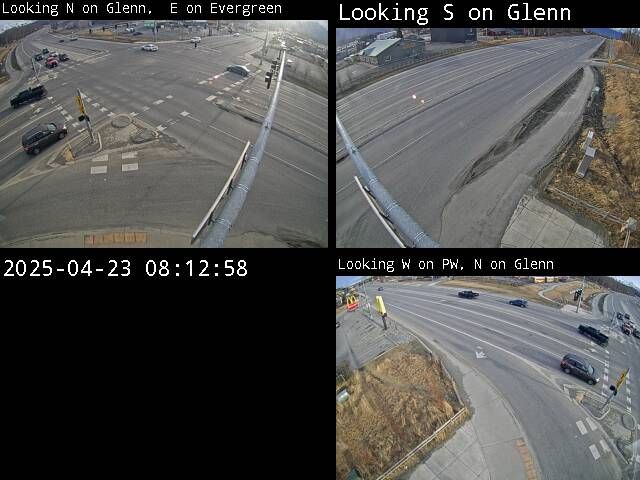 Looking N on Glenn,  E on Evergreen
Looking S on Glenn
2025-04-23 08:12:58
Looking W on PW, N on Glenn